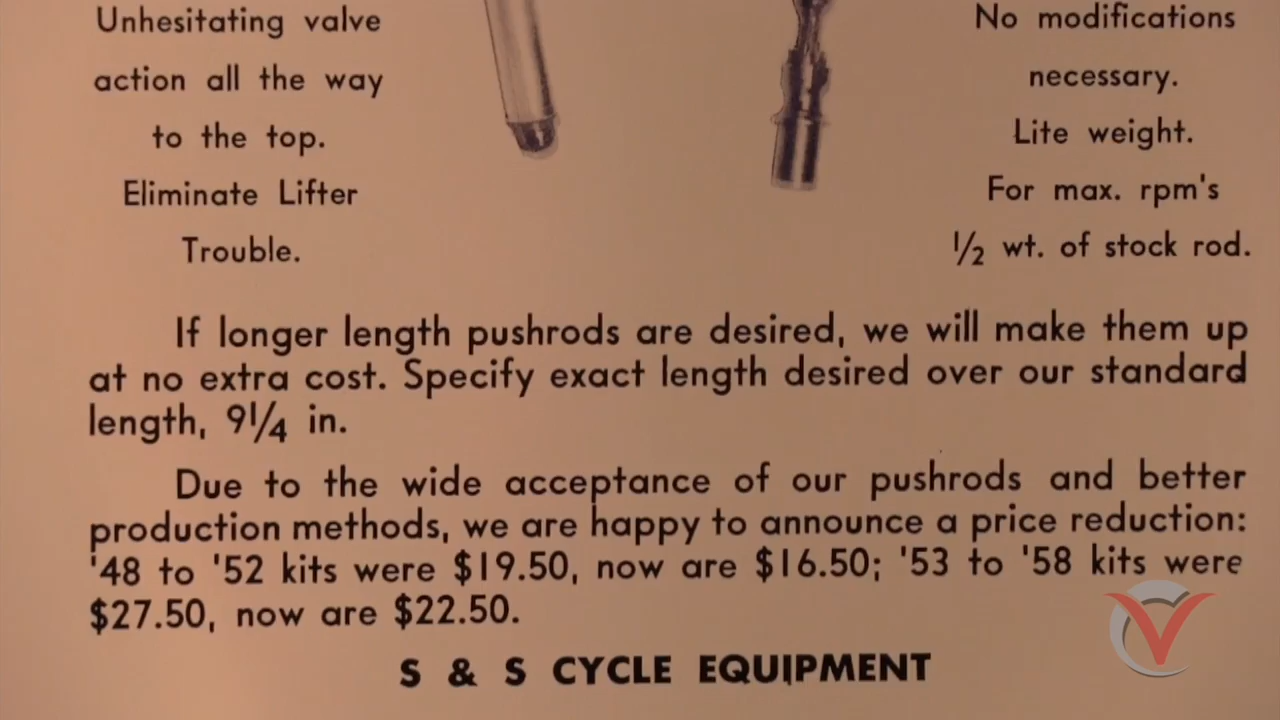 Unhesitating valve
action all the way
to the top.
Eliminate Lifter
Trouble.
No modifications
necessary.
Lite weight.
For max. rpm's
1/2 wt. of stock rod.
If longer length pushrods are desired, we will make them up
at no extra cost. Specify exact length desired over our standard
length, 9 1/4 in.
Due to the wide acceptance of our pushrods and better
production methods, we are happy to announce a price reduction:
'48 to '52 kits were $19.50, now are $16.50; '53 to '58 kits were
$27.50, now are $22.50.
S & S CYCLE EQUIPMENT